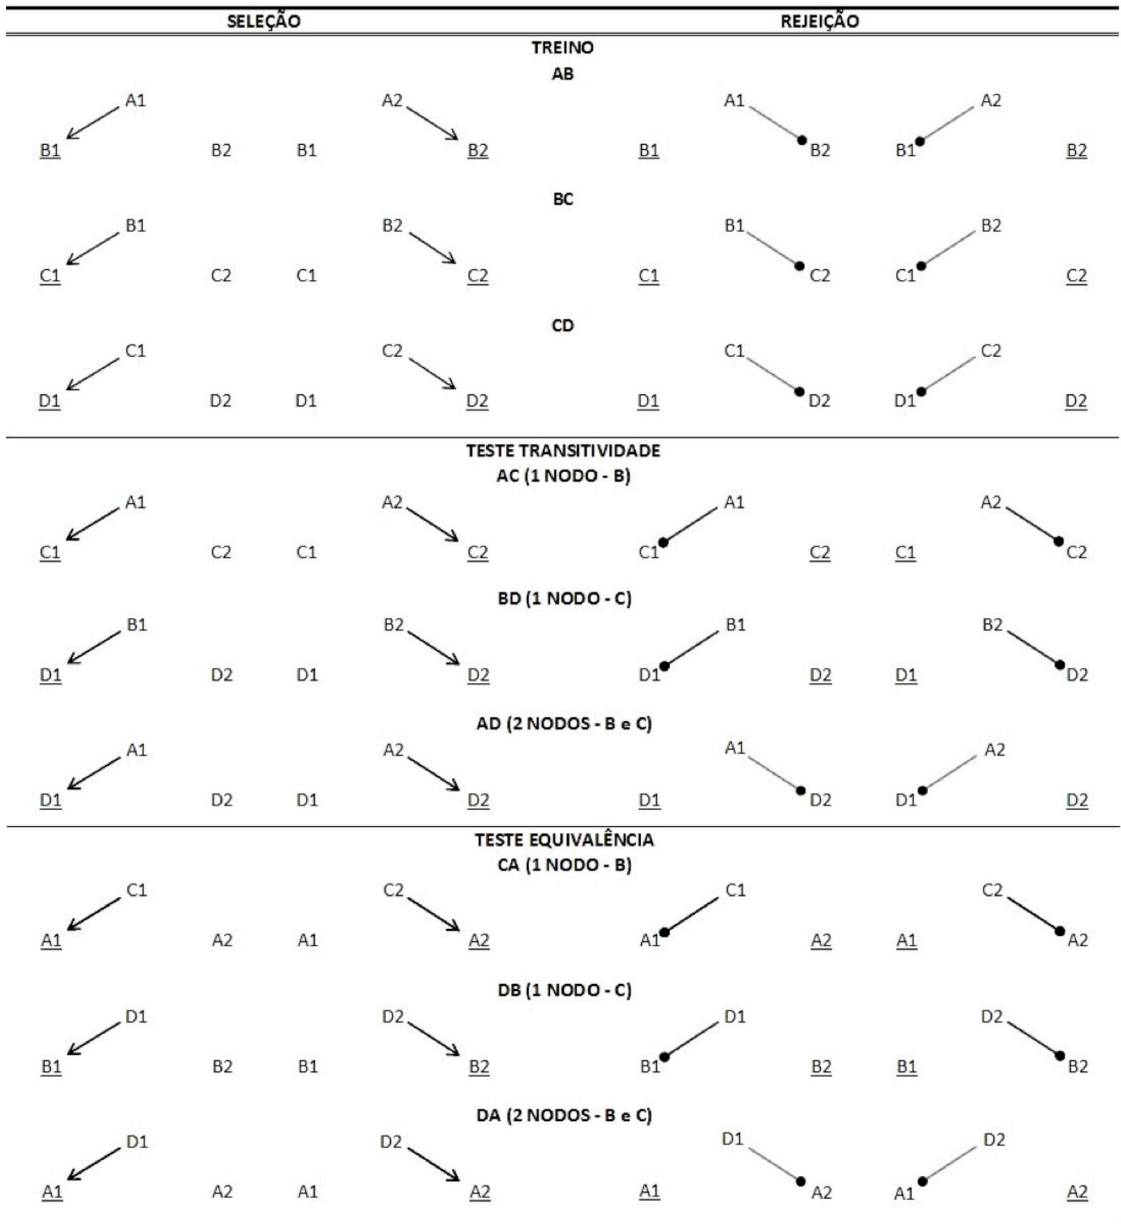 SELEÇÃO REJEIÇÃO
TREINO
AB
A1 A2 A1 A2
B1 B2 B1 B2 B1 B2 B1 B2
BC
B1 B2 B1 B2
C1 C2 C1 C2 C1 C2 C1 C2
CD
C1 C2 C1 C2
D1 D2 D1 D2 D1 D2 D1 D2
TESTE TRANSITIVIDADE
AC (1 NODO - B)
A1 A2 A1 A2
C1 C2 C1 C2 C1 C2 C1 C2
BD (1 NODO - C)
B1 B2 B1 B2
D1 D2 D1 D2 D1 D2 D1 D2
AD (2 NODOS - B e C)
A1 A2 A1 A2
D1 D2 D1 D2 D1 D2 D1 D2
TESTE EQUIVALÊNCIA
CA (1 NODO - B)
C1 C2 C1 C2
A1 A2 A1 A2 A1 A2 A1 A2
DB (1 NODO - C)
D1 D2 D1 D2
B1 B2 B1 B2 B1 B2 B1 B2
DA (2 NODOS - B e C)
D1 D2 D1 D2
A1 A2 A1 A2 A1 A2 A1 A2